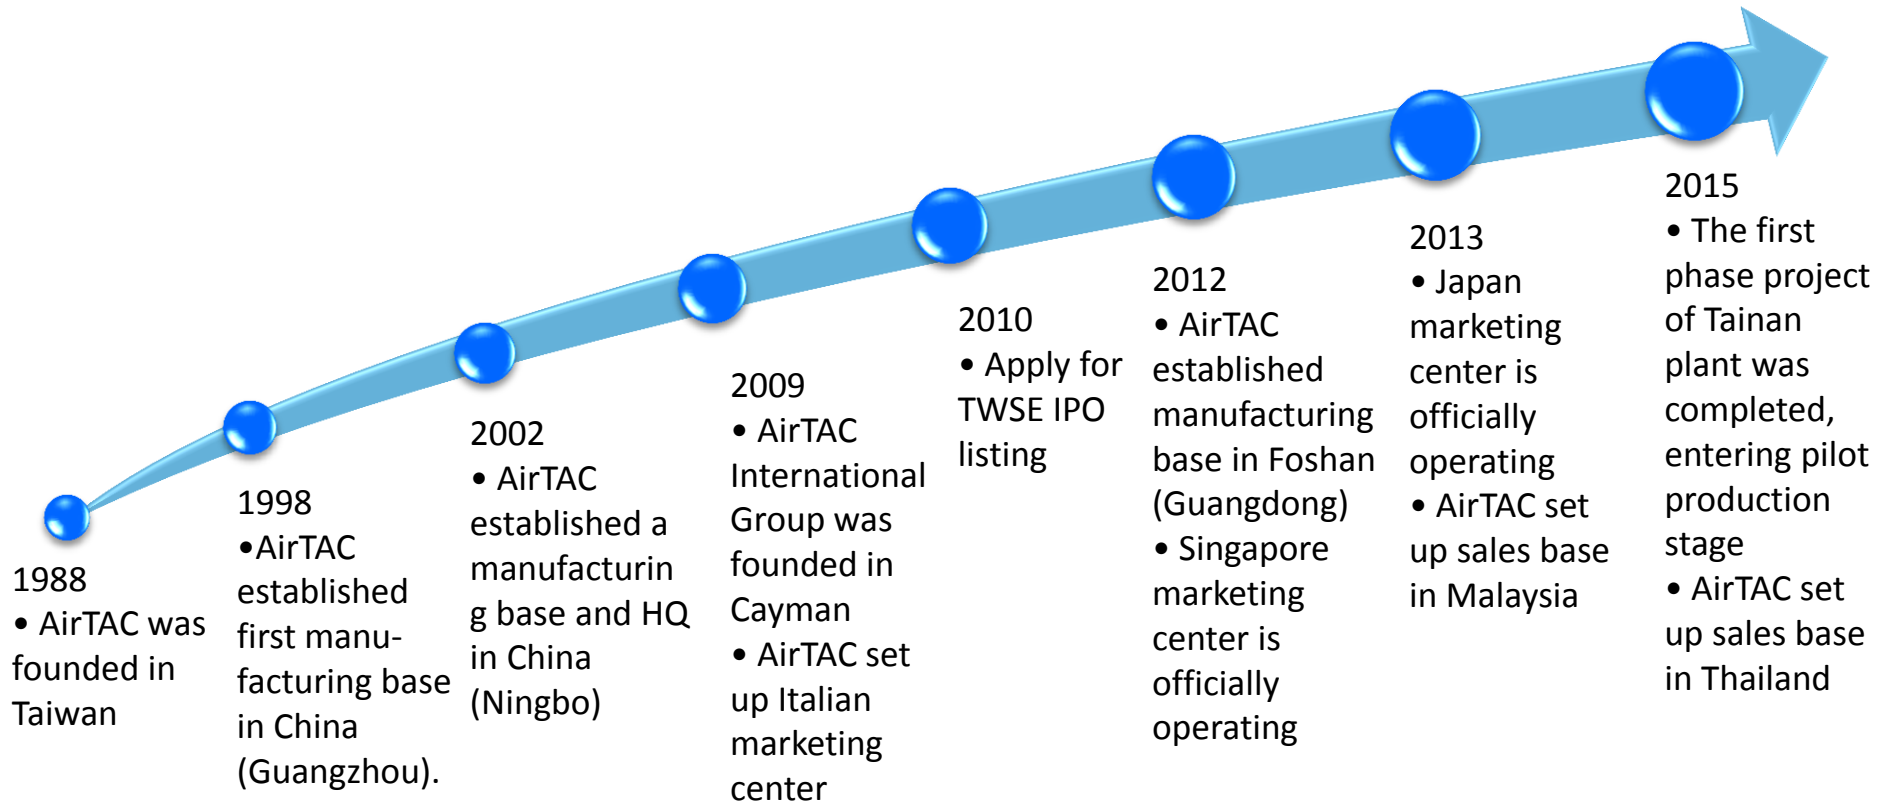 1988
• AirTAC was
founded in
Taiwan
1998
•AirTAC
established
first manu-
facturing base
in China
(Guangzhou).
2002
• AirTAC
established a
manufacturin
g base and HQ
in China
(Ningbo)
2009
• AirTAC
International
Group was
founded in
Cayman
• AirTAC set
up Italian
marketing
center
2010
• Apply for
TWSE IPO
listing
2012
• AirTAC
established
manufacturing
base in Foshan
(Guangdong)
• Singapore
marketing
center is
officially
operating
2013
• Japan
marketing
center is
officially
operating
• AirTAC set
up sales base
in Malaysia
2015
• The first
phase project
of Tainan
plant was
completed,
entering pilot
production
stage
• AirTAC set
up sales base
in Thailand